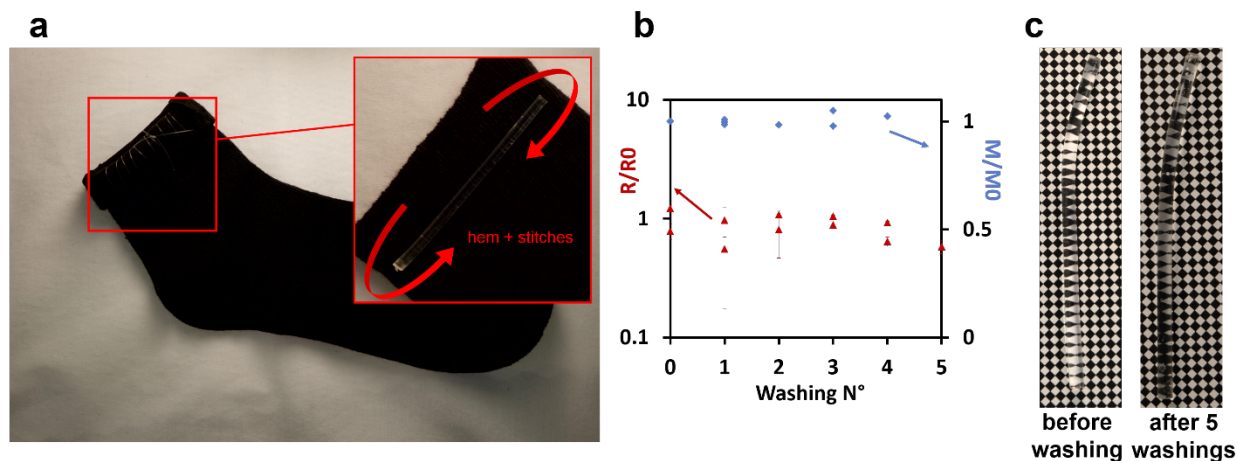 a
hem + stitches
b
10
1
0.1
R/R0
1
0.5
0
M/M0
0 1 2 3 4 5
Washing N°
c
before
washing
after 5
washings